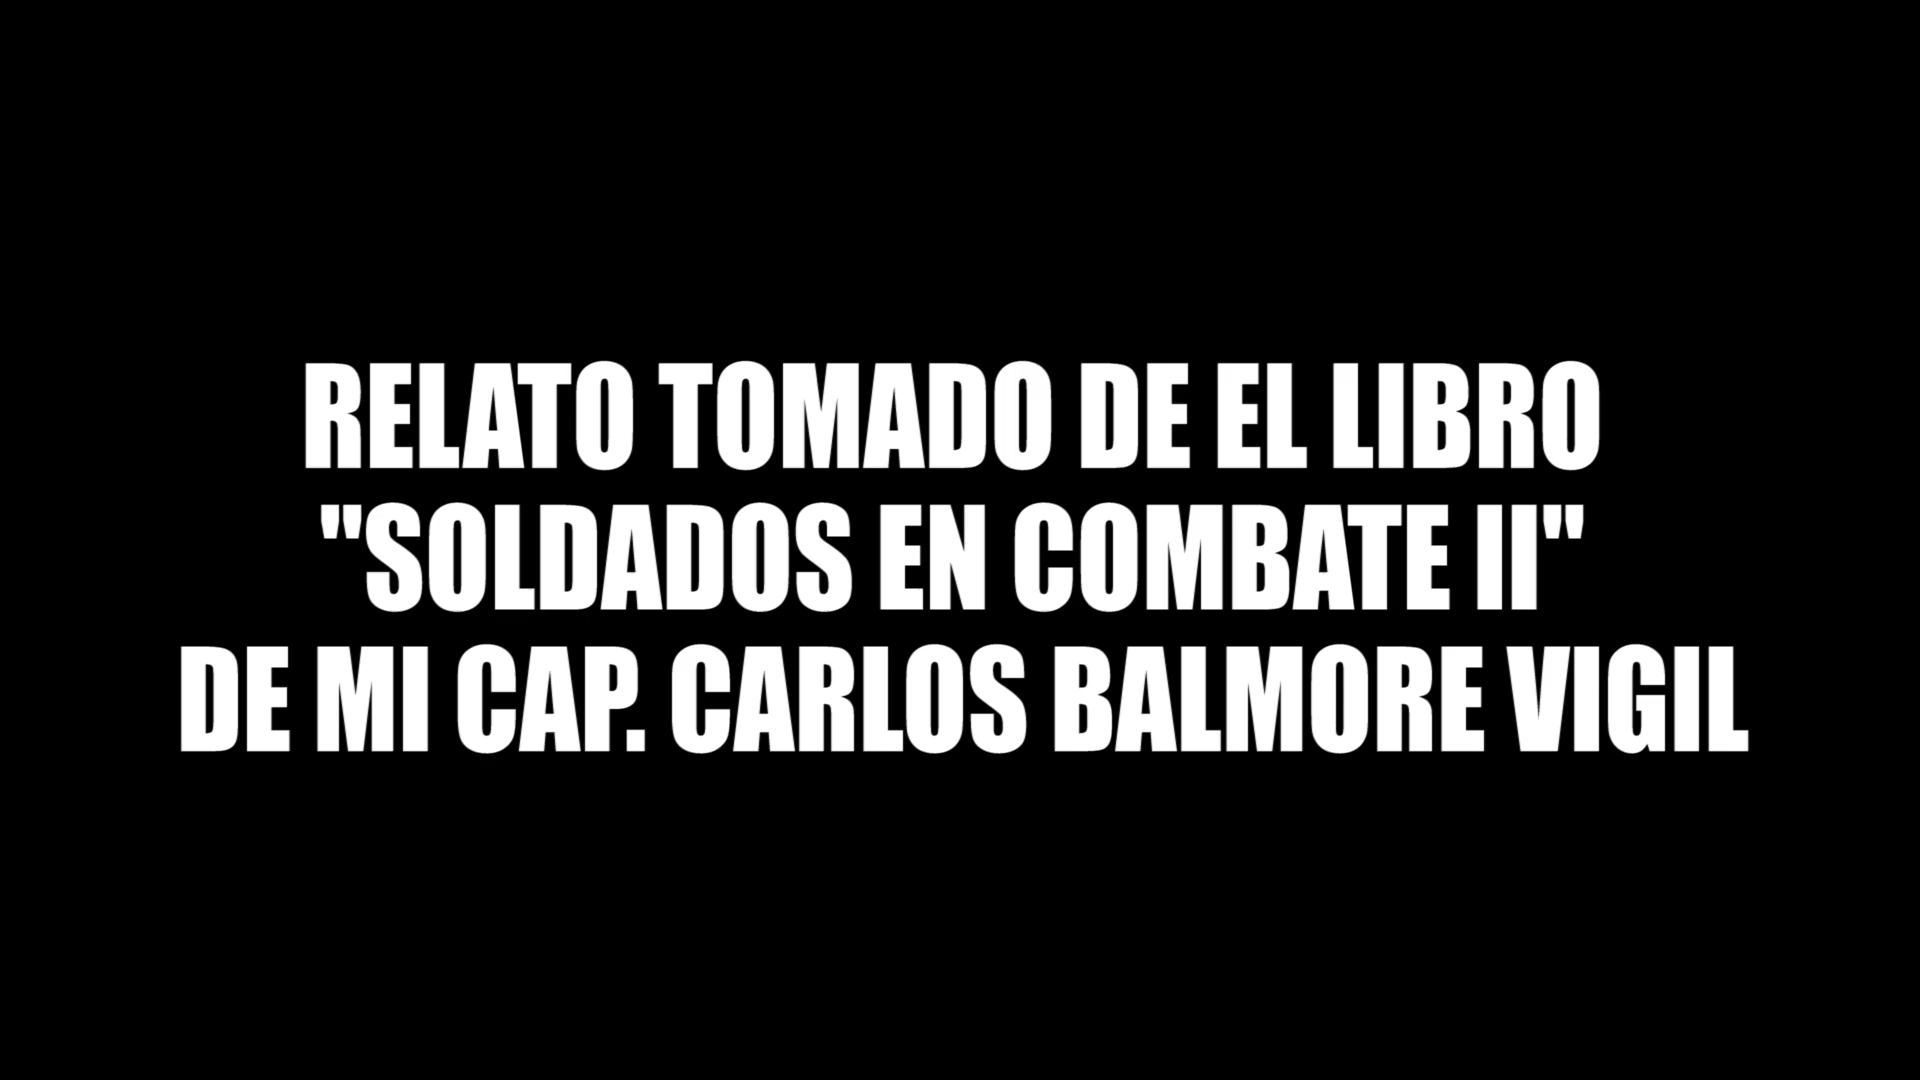 RELATO TOMADO DE EL LIBRO
"SOLDADOS EN COMBATE II"
DE MI CAP. CARLOS BALMORE VIGIL